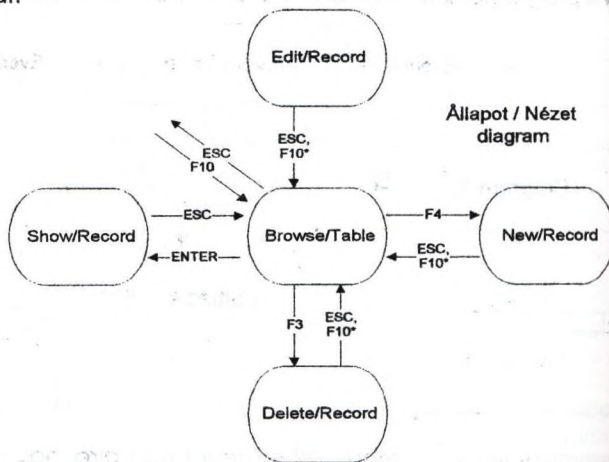 Edit/Record
Állapot / Nézet
diagram
ESC,
F10*
ESC
F10
Show/Record
ESC
ENTER
Browse/Table
F4
ESC,
F10*
New/Record
F3
ESC,
F10*
Delete/Record